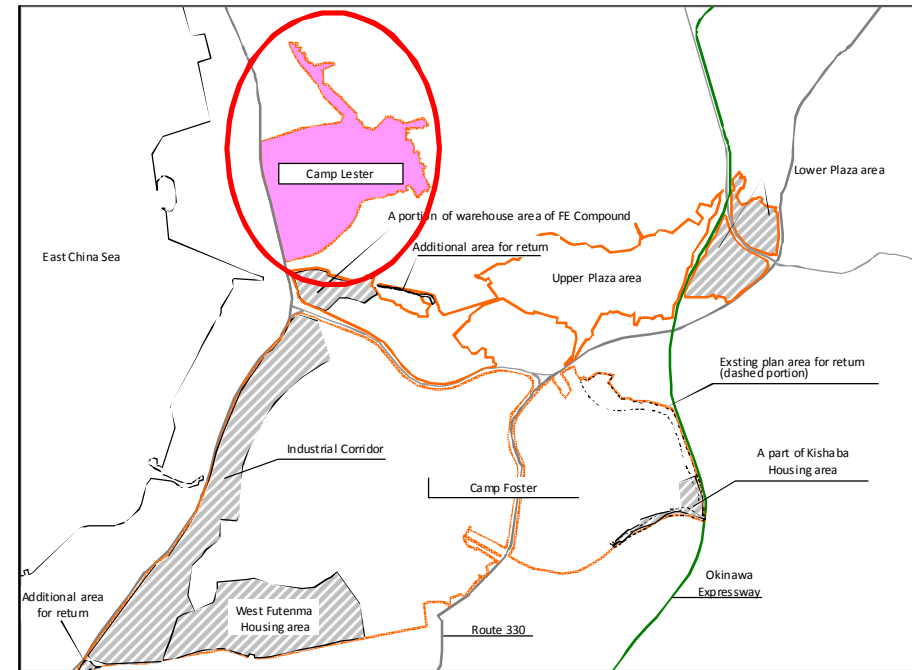 Camp Lester
Lower Plaza area
A portion of warehouse area of FE Compound
Additional area for return
East China Sea
Upper Plaza area
Exsting plan area for return
(dashed portion)
Industrial Corridor
A part of Kishaba
Housing area
Camp Foster
Additional area
for return
West Futenma
Housing area
Okinawa
Expressway
Route 330